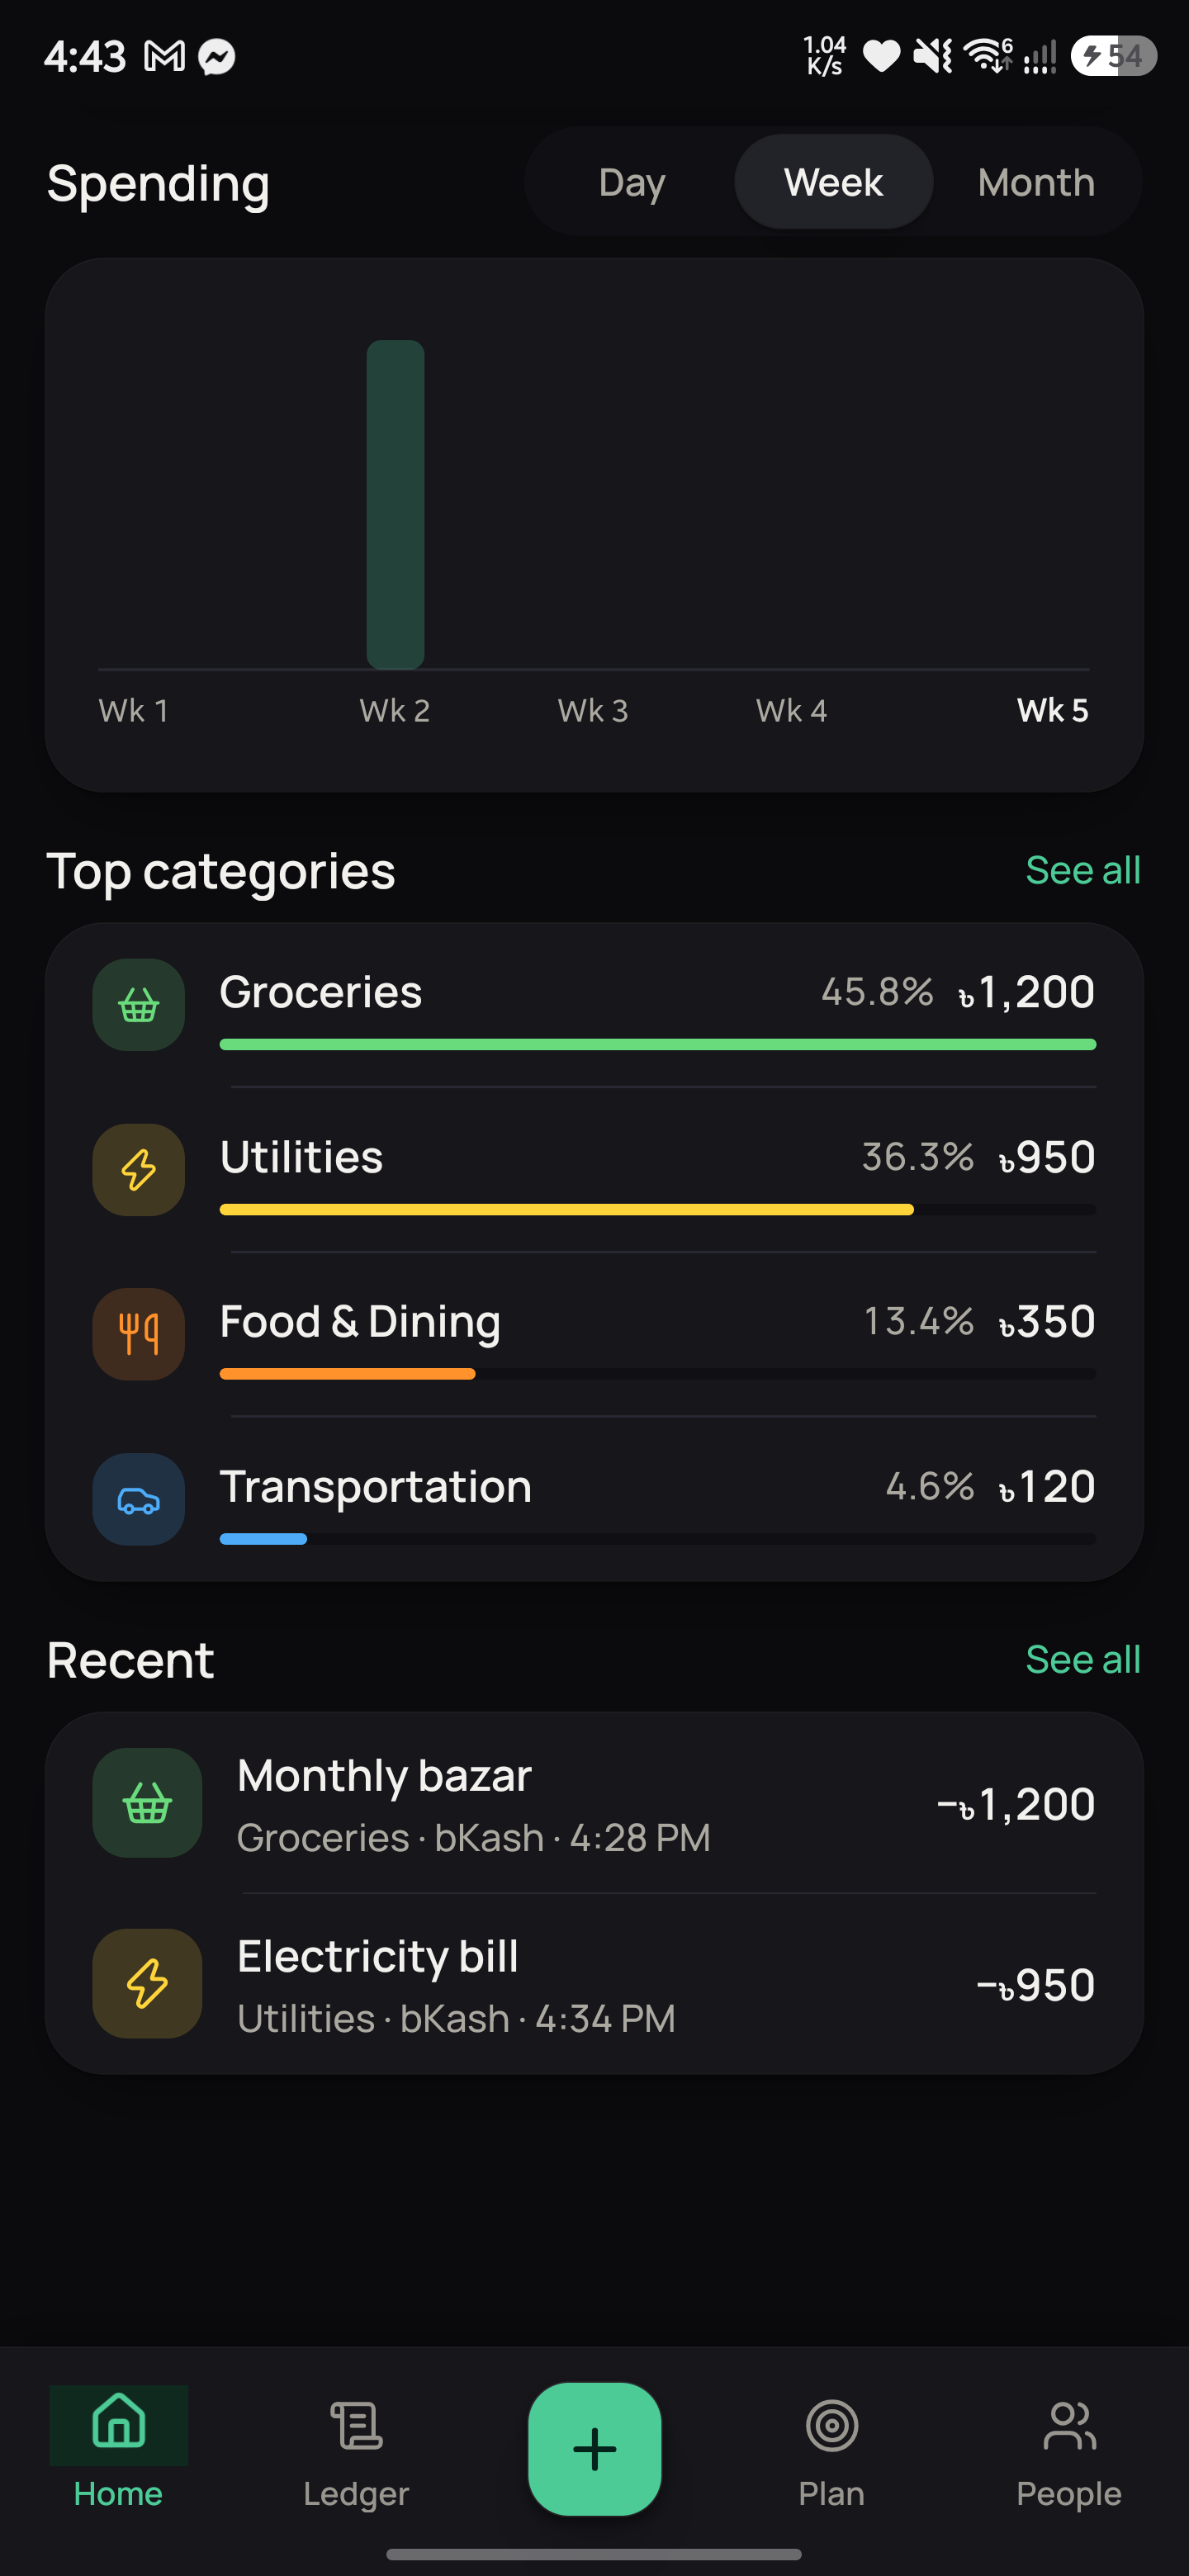 4:43
1.04
K/s
6
54
Spending
Day Week Month
Wk 1 Wk 2 Wk 3 Wk 4 Wk 5
Top categories See all
Groceries 45.8% ৳1,200
Utilities 36.3% ৳950
Food & Dining 13.4% ৳350
Transportation 4.6% ৳120
Recent See all
Monthly bazar
−৳1,200
Groceries · bKash · 4:28 PM
Electricity bill
−৳950
Utilities · bKash · 4:34 PM
Home Ledger Plan People